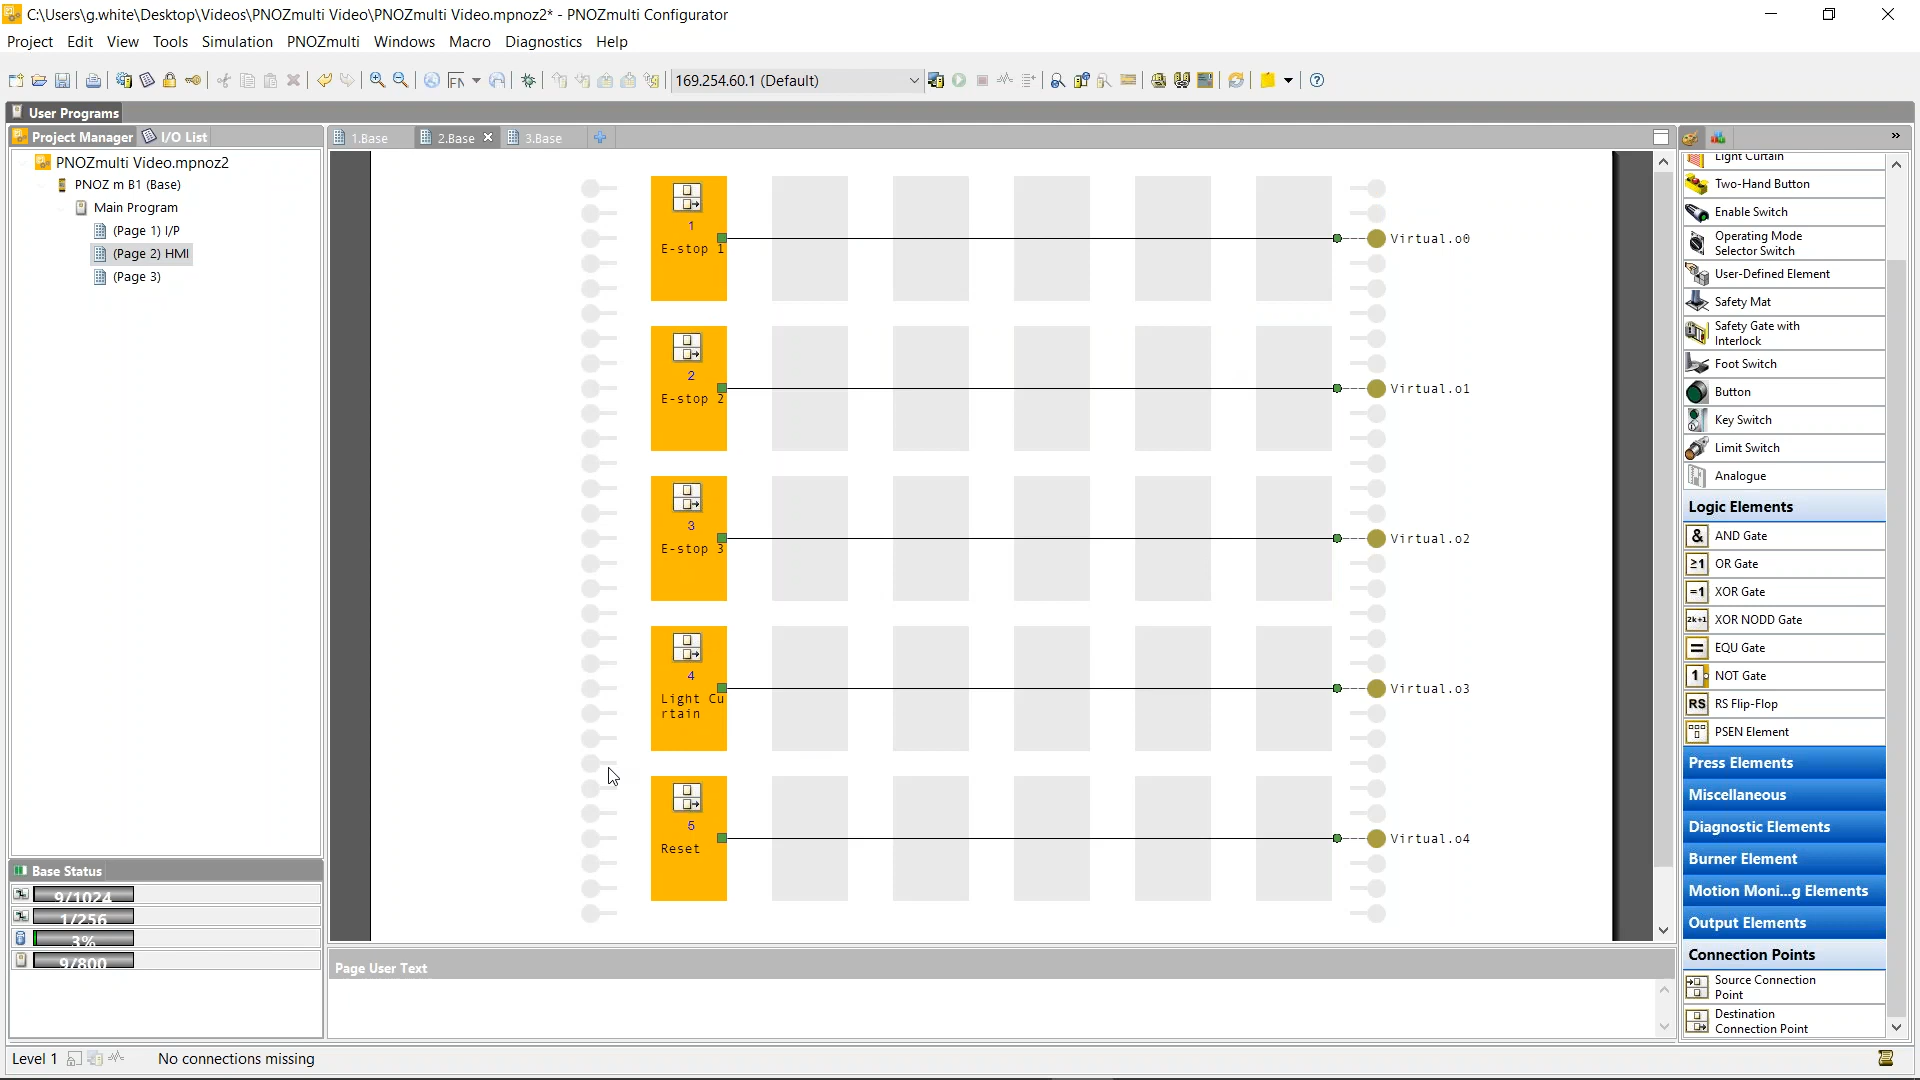 C:\Users\g.white\Desktop\Videos\PNOZmulti Video\PNOZmulti Video.mpnoz2* - PNOZmulti Configurator
Project Edit View Tools Simulation PNOZmulti Windows Macro Diagnostics Help
169.254.60.1 (Default)
User Programs
Project Manager I/O List
1.Base 2.Base 3.Base
PNOZmulti Video.mpnoz2
PNOZ m B1 (Base)
Main Program
(Page 1) I/P
(Page 2) HMI
(Page 3)
1
E-stop 1
Virtual.o0
2
E-stop 2
Virtual.o1
3
E-stop 3
Virtual.o2
4
Light Cu
rtain
Virtual.o3
5
Reset
Virtual.o4
Light Curtain
Two-Hand Button
Enable Switch
Operating Mode
Selector Switch
User-Defined Element
Safety Mat
Safety Gate with
Interlock
Foot Switch
Button
Key Switch
Limit Switch
Analogue
Logic Elements
& AND Gate
≥1 OR Gate
=1 XOR Gate
2k+1 XOR NODD Gate
= EQU Gate
1 NOT Gate
RS RS Flip-Flop
PSEN Element
Press Elements
Miscellaneous
Diagnostic Elements
Burner Element
Motion Moni...g Elements
Output Elements
Connection Points
Source Connection
Point
Destination
Connection Point
Base Status
9/1024
1/256
3%
9/800
Page User Text
Level 1 No connections missing